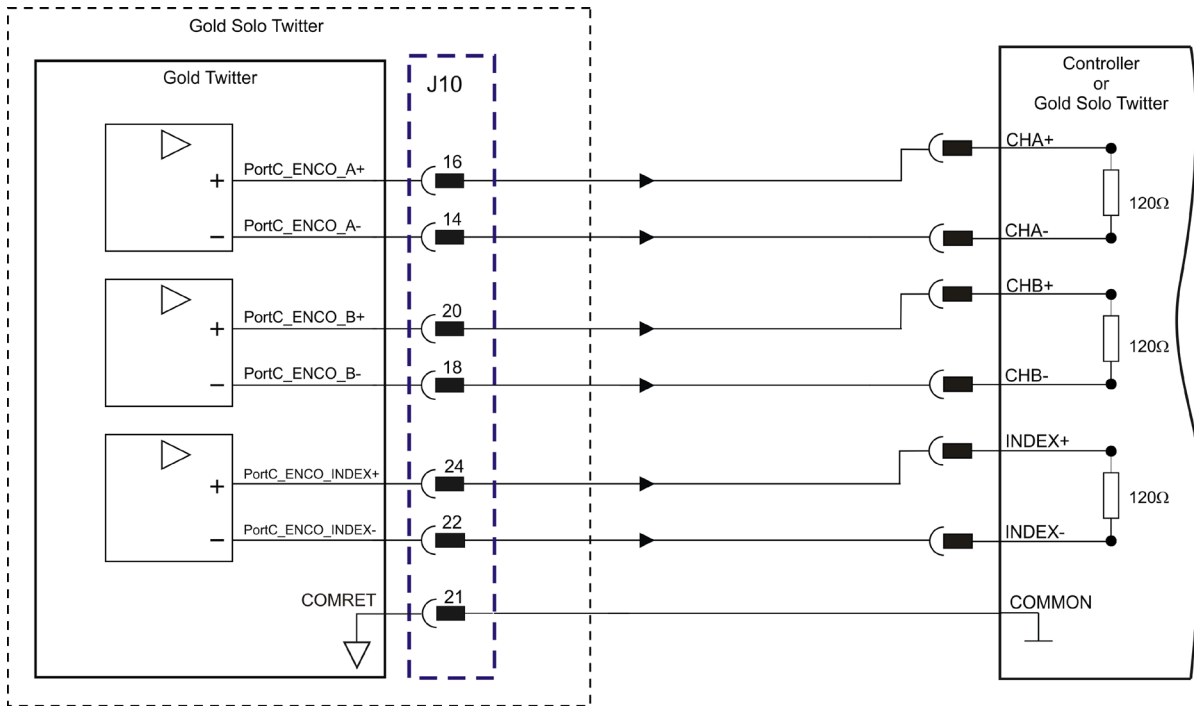 Gold Solo Twitter
Gold Twitter
J10
Controller
or
Gold Solo Twitter
PortC_ENCO_A+
16
CHA+
+
120Ω
PortC_ENCO_A-
14
CHA-
−
PortC_ENCO_B+
20
CHB+
+
120Ω
PortC_ENCO_B-
18
CHB-
−
PortC_ENCO_INDEX+
24
INDEX+
+
120Ω
PortC_ENCO_INDEX-
22
INDEX-
−
COMRET
21
COMMON